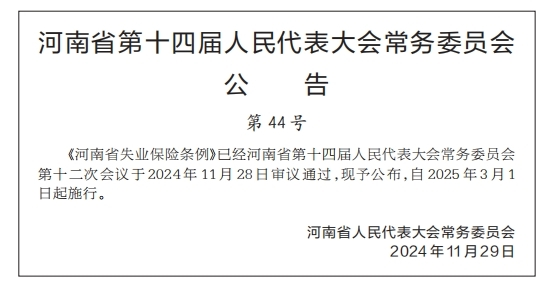 河南省第十四届人民代表大会常务委员会
公 告
第 44 号
《河南省失业保险条例》已经河南省第十四届人民代表大会常务委员会
第十二次会议于2024年11月28日审议通过,现予公布,自2025年3月1
日起施行。
河南省人民代表大会常务委员会
2024年11月29日